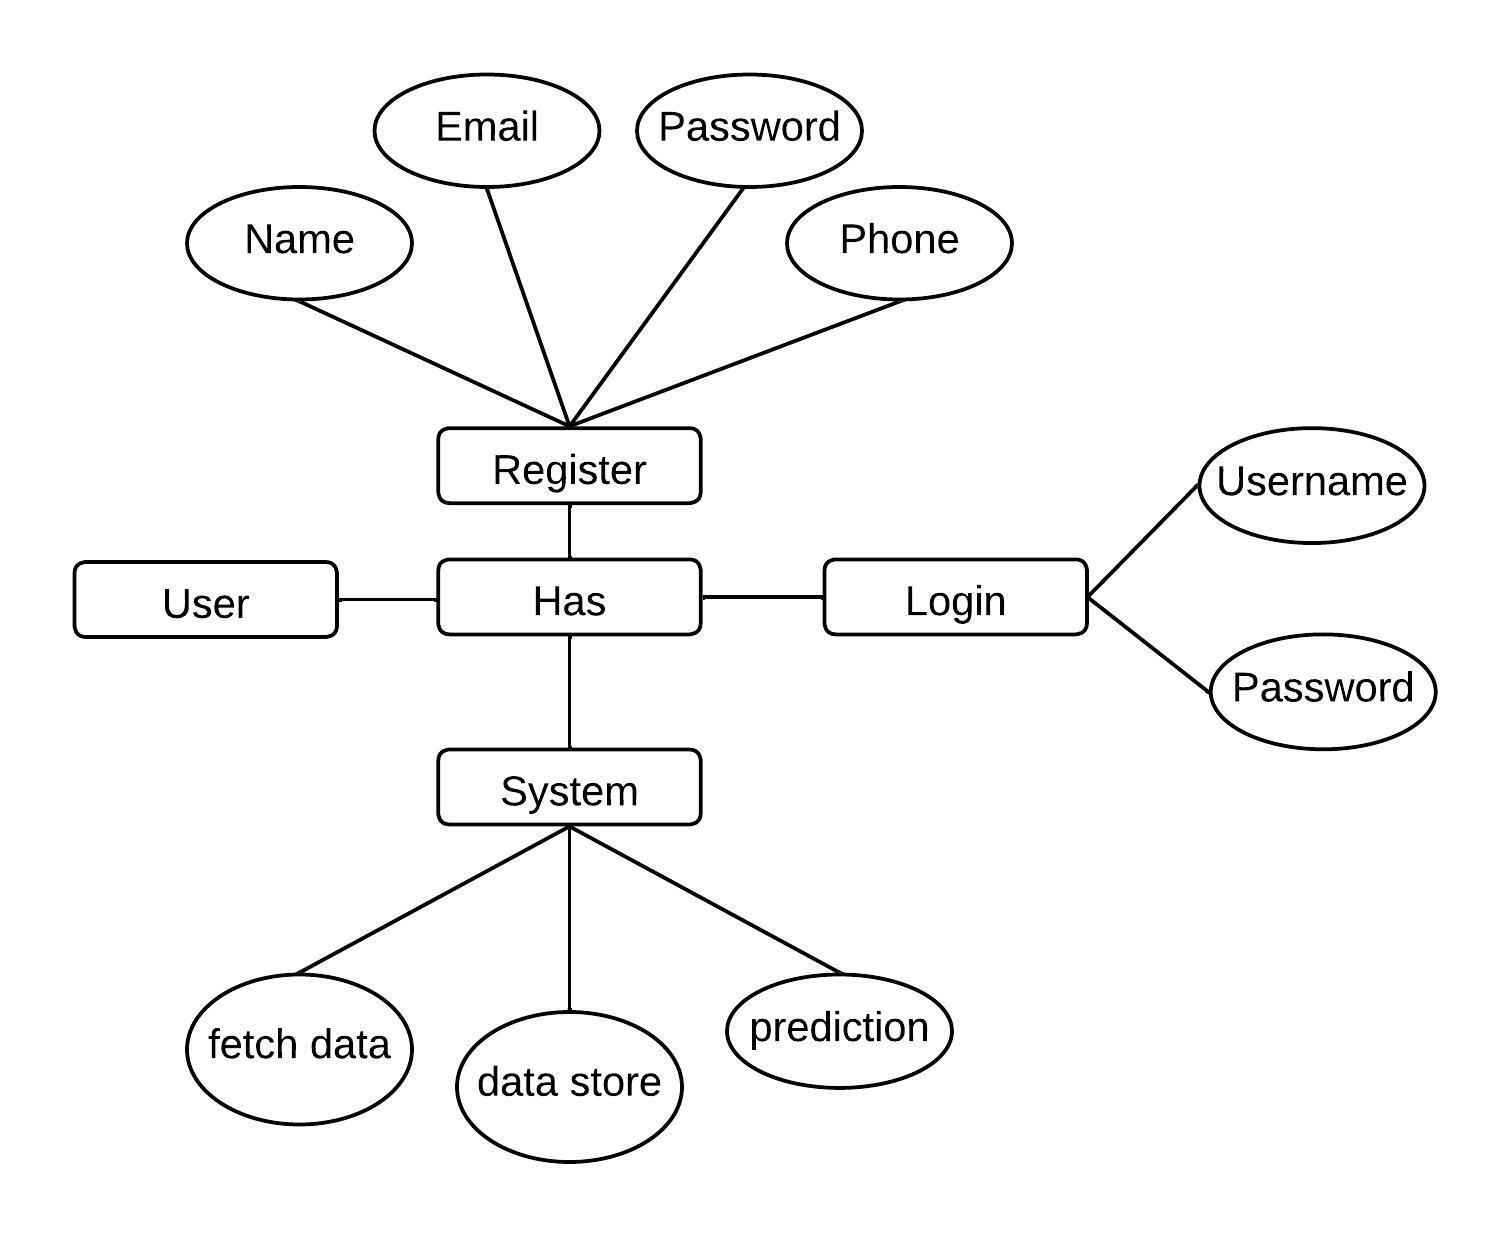 Email
Password
Name
Phone
Register
Username
User
Has
Login
Password
System
fetch data
data store
prediction